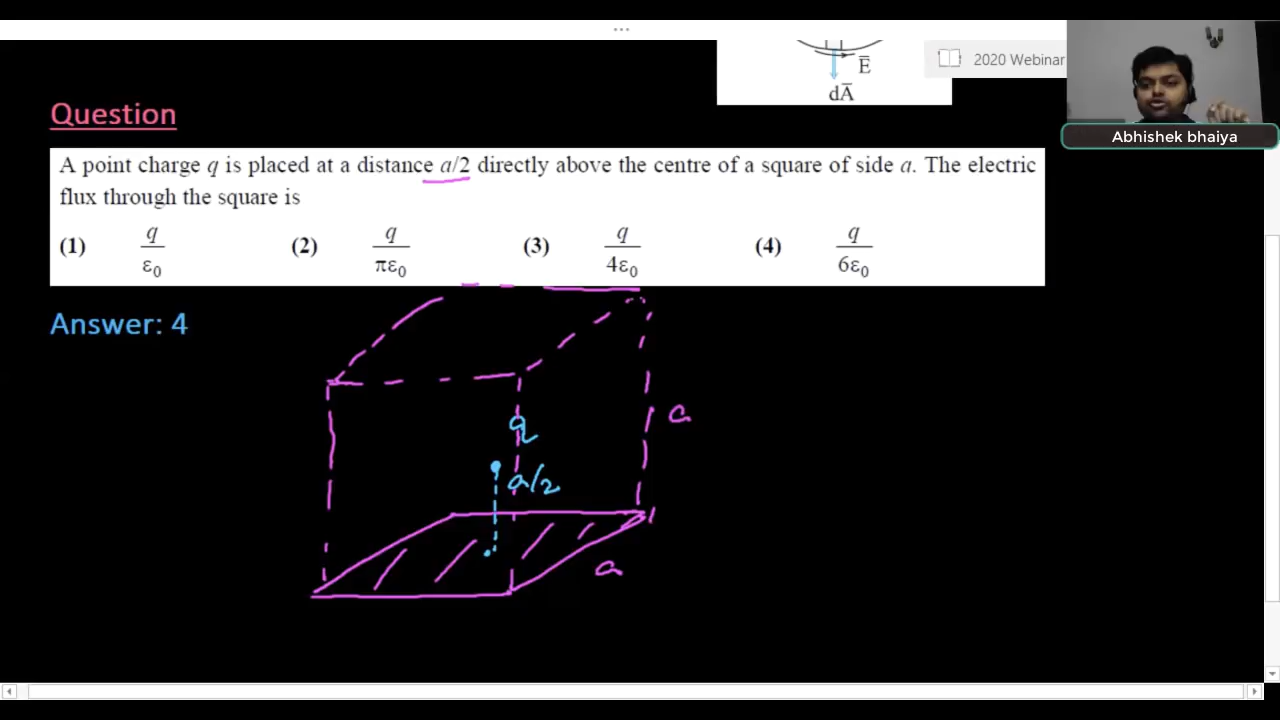 ...
E̅
dA̅
2020 Webinar
Abhishek bhaiya
Question
A point charge q is placed at a distance a/2 directly above the centre of a square of side a. The electric
flux through the square is
(1) q/ε₀ (2) q/πε₀ (3) q/4ε₀ (4) q/6ε₀
Answer: 4
a
q
a/2
a